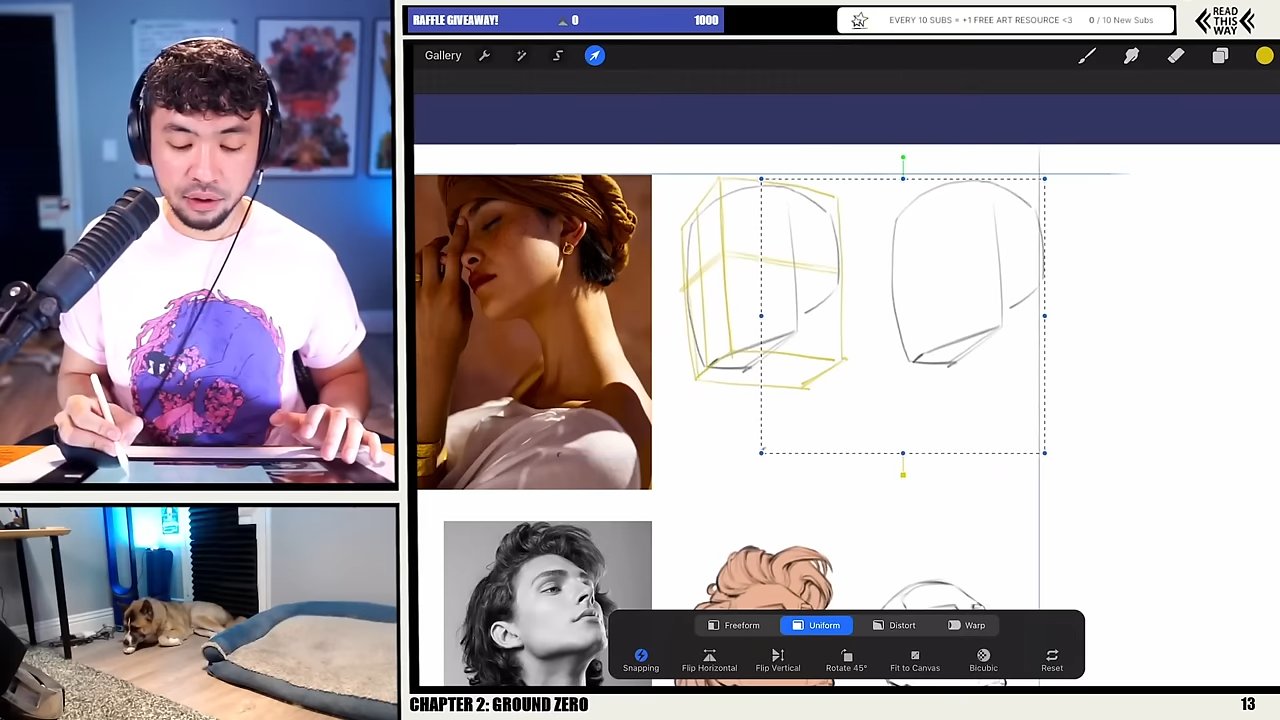 RAFFLE GIVEAWAY! 0 1000
EVERY 10 SUBS = +1 FREE ART RESOURCE <3 0 / 10 New Subs
READ
THIS
WAY
Gallery
Freeform Uniform Distort Warp
Snapping Flip Horizontal Flip Vertical Rotate 45° Fit to Canvas Bicubic Reset
CHAPTER 2: GROUND ZERO 13